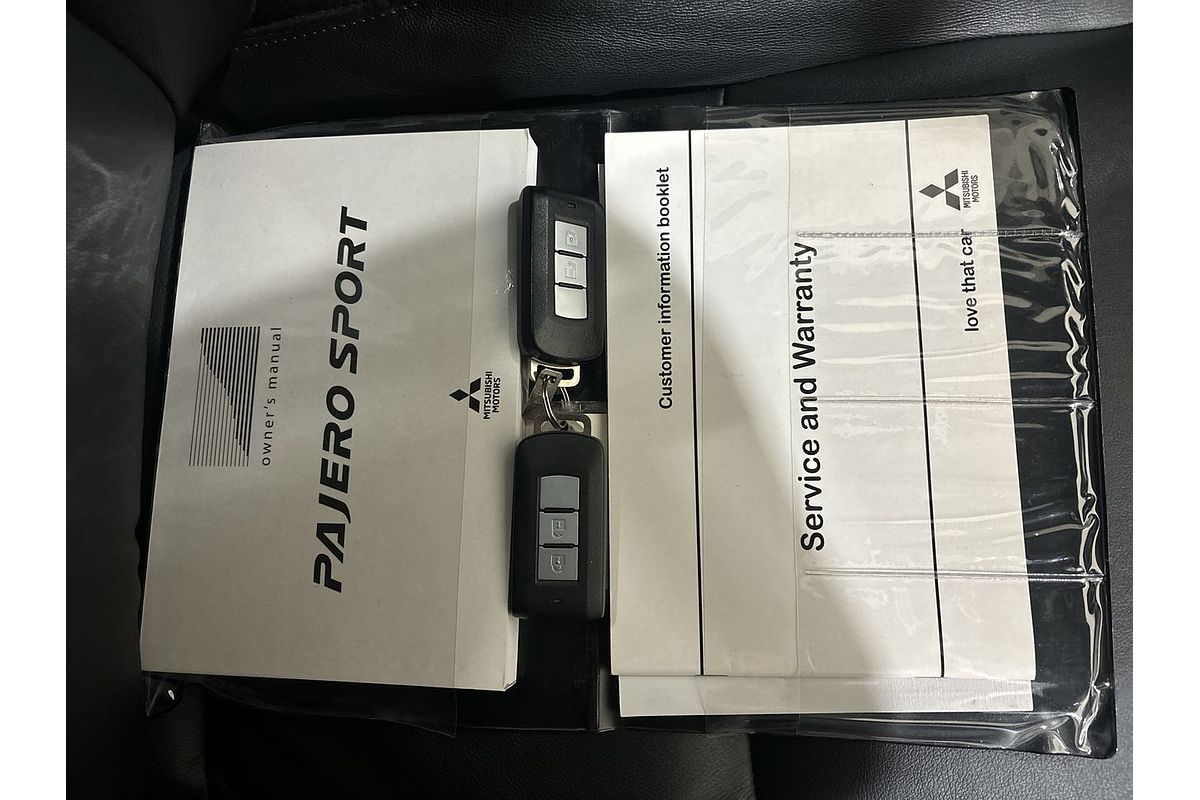 owner's manual
PAJERO SPORT
MITSUBISHI
MOTORS
Customer information booklet
Service and Warranty
love that car
MITSUBISHI
MOTORS